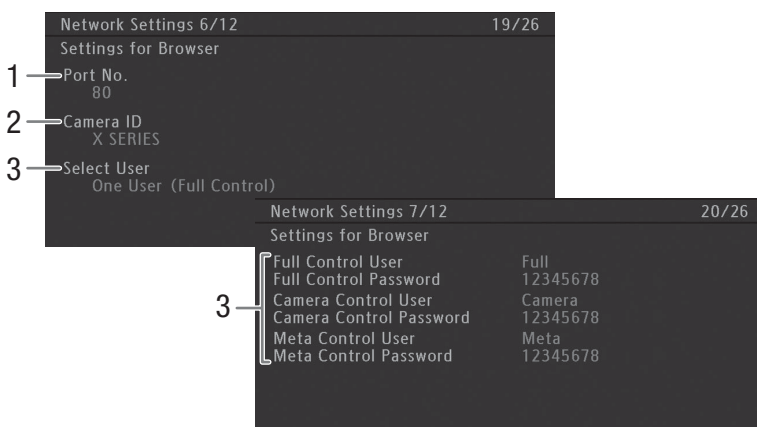 Network Settings 6/12 19/26
Settings for Browser
1 Port No.
80
2 Camera ID
X SERIES
3 Select User
One User (Full Control)
Network Settings 7/12 20/26
Settings for Browser
3
Full Control User Full
Full Control Password 12345678
Camera Control User Camera
Camera Control Password 12345678
Meta Control User Meta
Meta Control Password 12345678